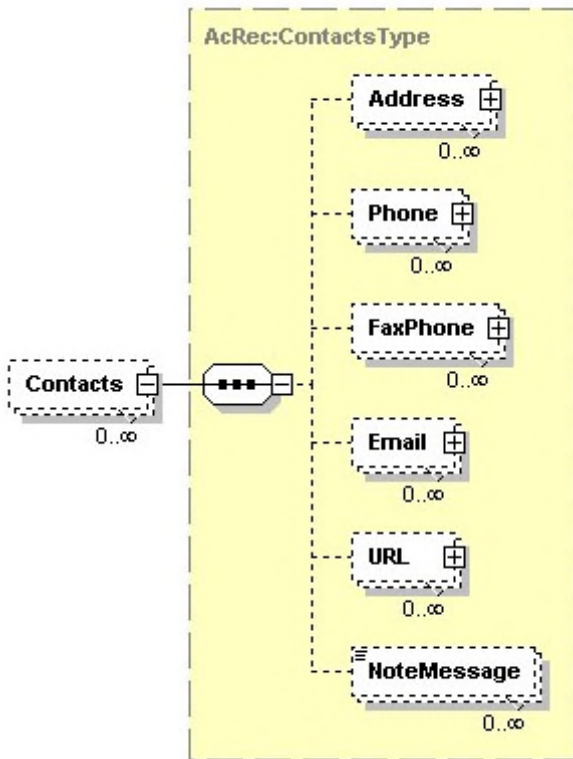 AcRec:ContactsType
Address
0..∞
Phone
0..∞
FaxPhone
0..∞
Contacts
0..∞
Email
0..∞
URL
0..∞
NoteMessage
0..∞